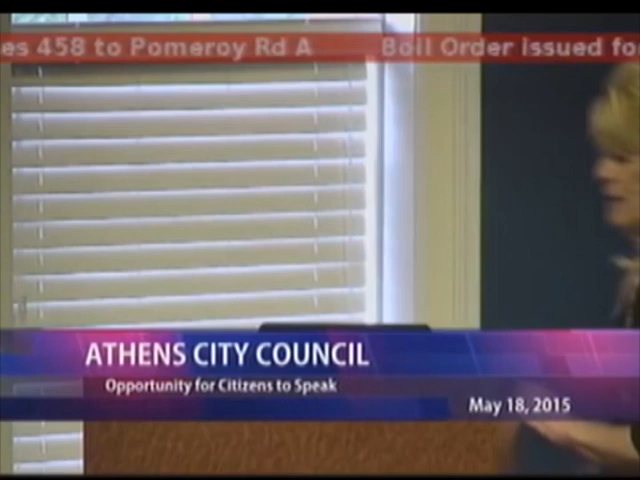 es 458 to Pomeroy Rd A Boil Order issued fo
ATHENS CITY COUNCIL
Opportunity for Citizens to Speak
May 18, 2015